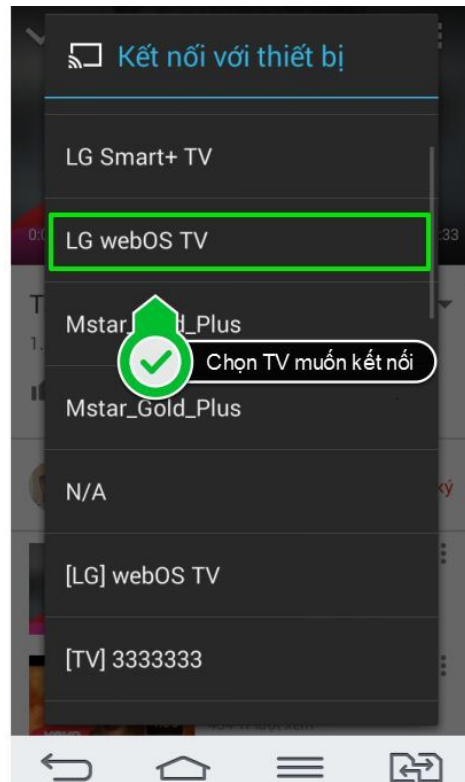 Kết nối với thiết bị
LG Smart+ TV
LG webOS TV
Chọn TV muốn kết nối
Mstar_Gold_Plus
N/A
[LG] webOS TV
[TV] 3333333